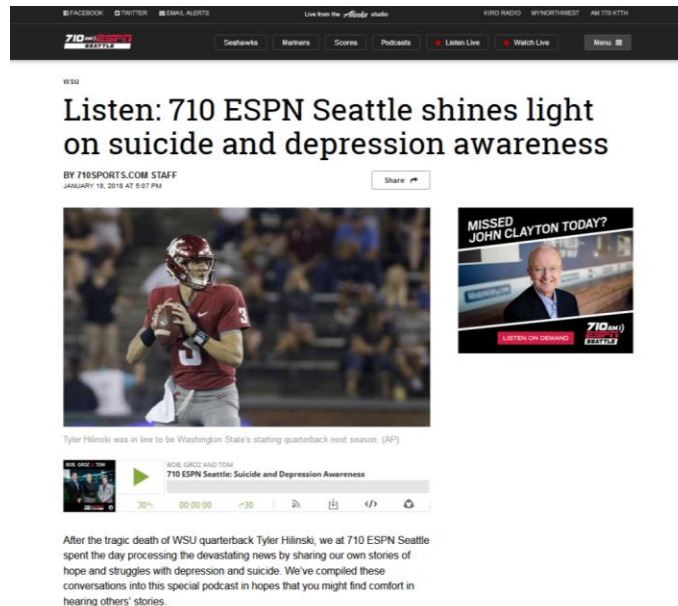 FACEBOOK TWITTER EMAIL ALERTS Live from the Alaska studio KIRO RADIO MYNORTHWEST AM 770 KTTH
710 AM ESPN
SEATTLE
Seahawks Mariners Scores Podcasts Listen Live Watch Live Menu
WSU
Listen: 710 ESPN Seattle shines light
on suicide and depression awareness
BY 710SPORTS.COM STAFF
JANUARY 18, 2018 AT 5:07 PM
Share
3
MISSED
JOHN CLAYTON TODAY?
LISTEN ON DEMAND
710 AM
ESPN
SEATTLE
Tyler Hilinski was in line to be Washington State's starting quarterback next season. (AP)
BOB, GROZ & TOM
BOB, GROZ AND TOM
710 ESPN Seattle: Suicide and Depression Awareness
30 00:00:00 30
After the tragic death of WSU quarterback Tyler Hilinski, we at 710 ESPN Seattle
spent the day processing the devastating news by sharing our own stories of
hope and struggles with depression and suicide. We've compiled these
conversations into this special podcast in hopes that you might find comfort in
hearing others' stories.